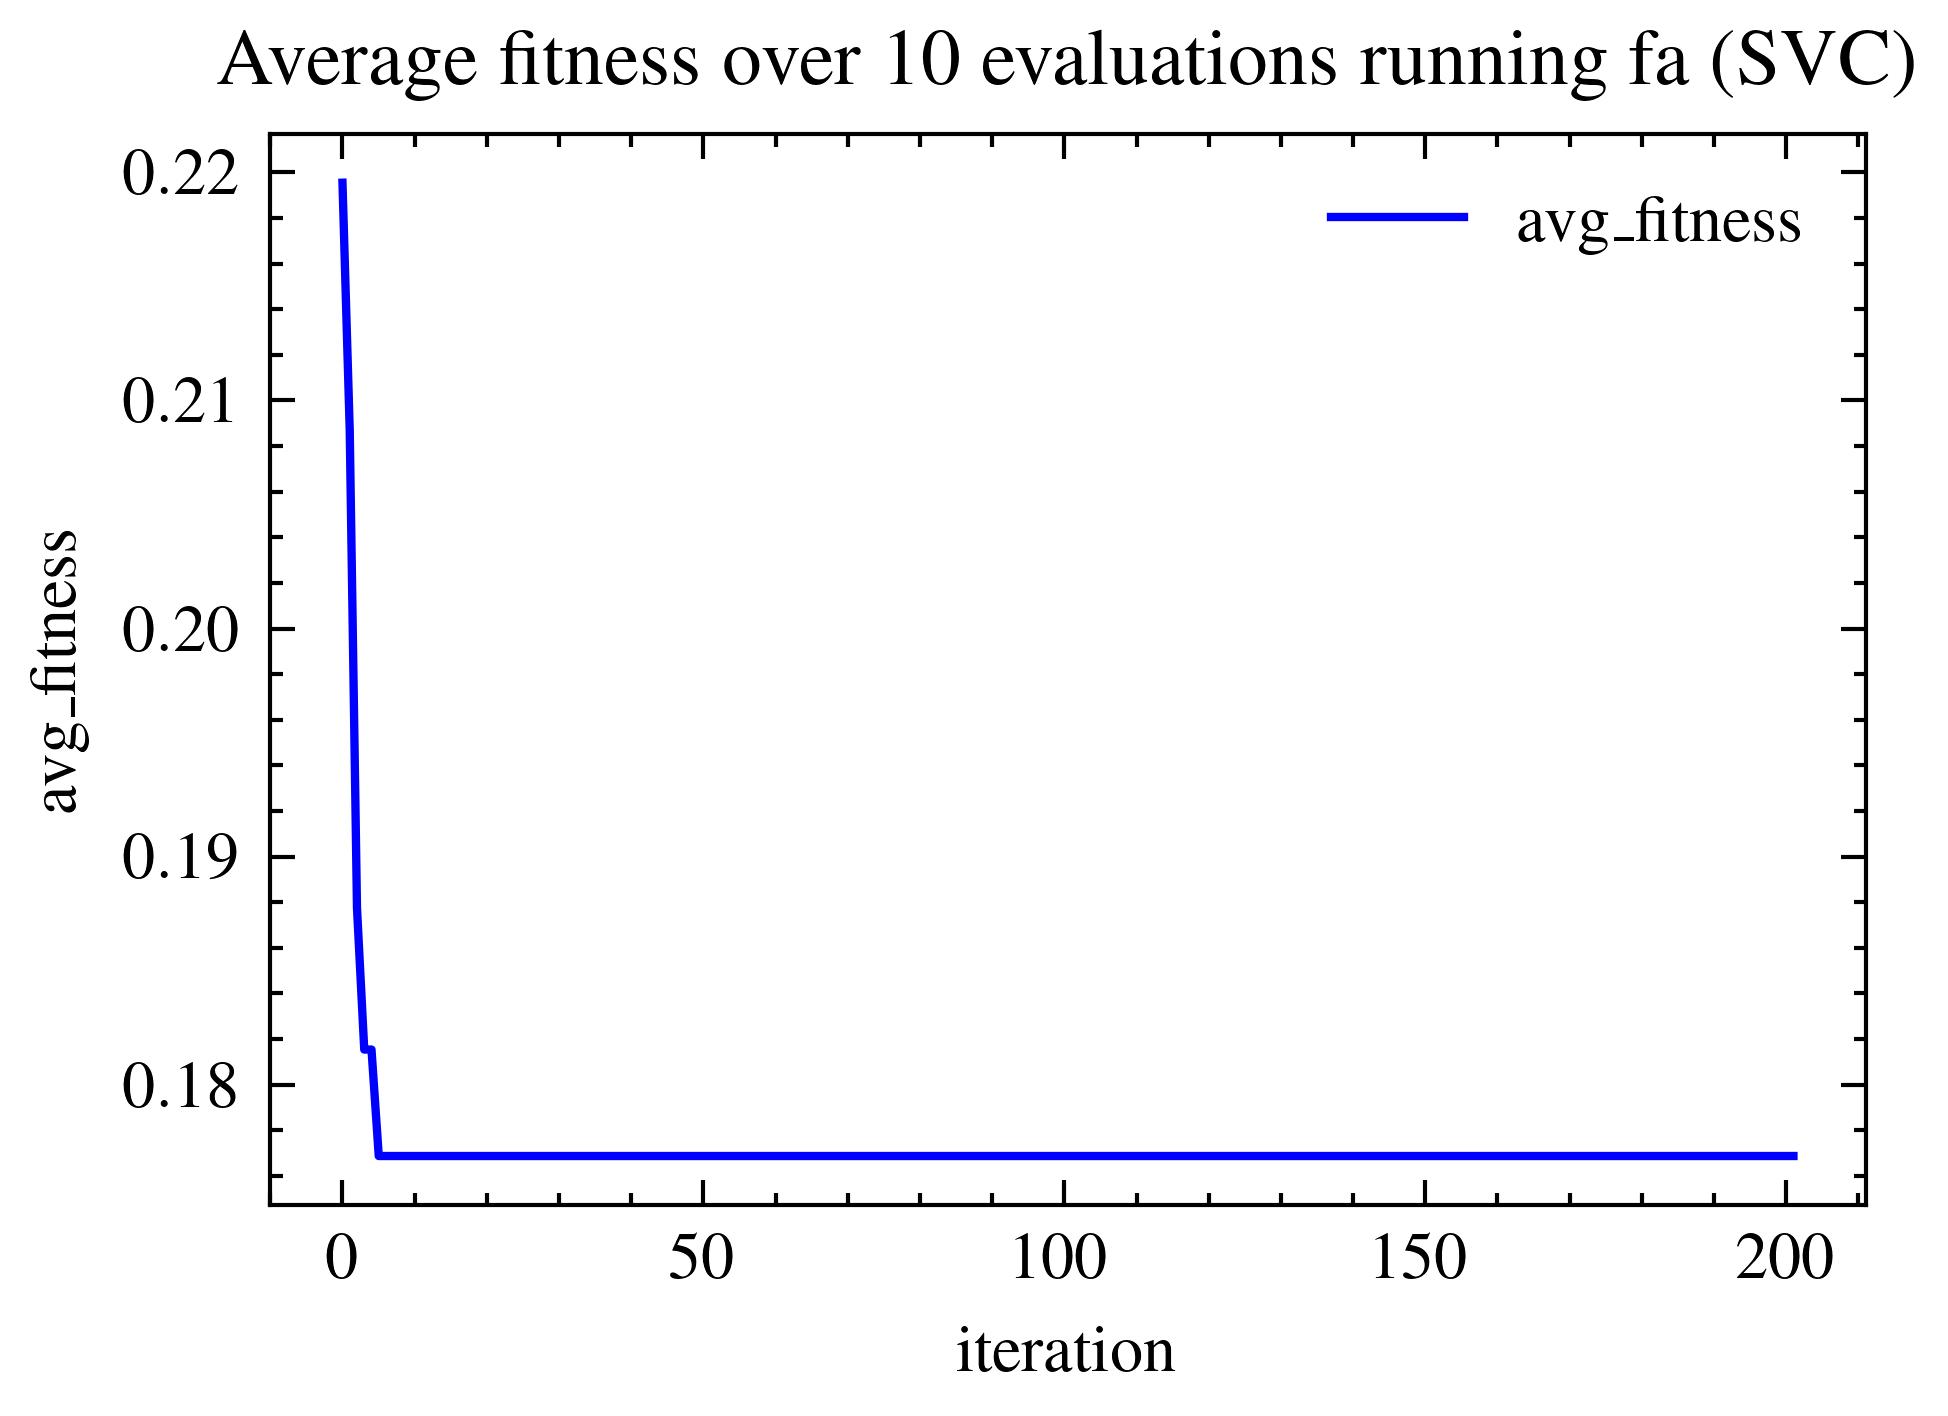 Average fitness over 10 evaluations running fa (SVC)
avg_fitness
0.22
0.21
0.20
0.19
0.18
avg_fitness
0 50 100 150 200
iteration